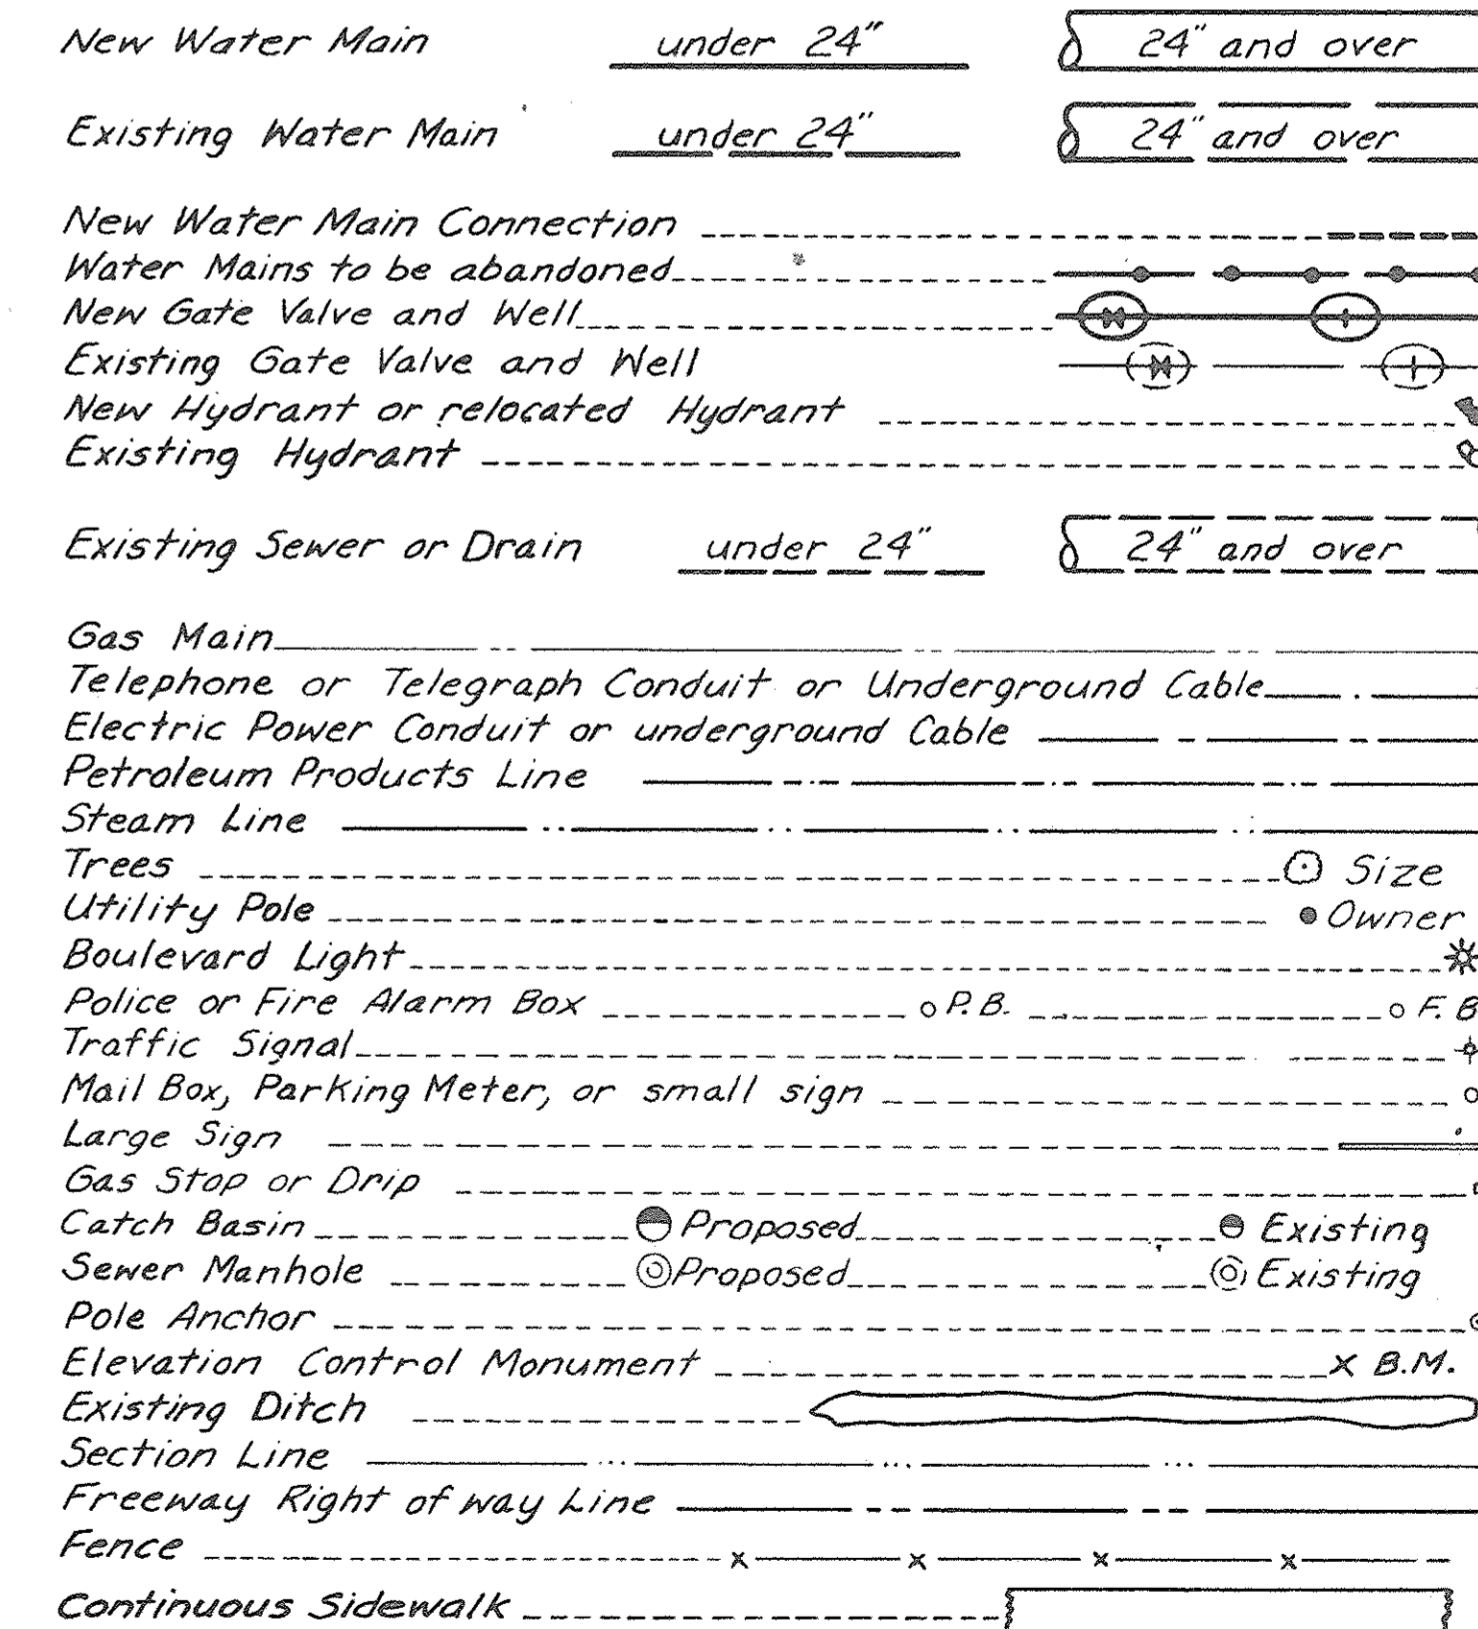 New Water Main under 24" 24" and over
Existing Water Main under 24" 24" and over
New Water Main Connection
Water Mains to be abandoned
New Gate Valve and Well
Existing Gate Valve and Well
New Hydrant or relocated Hydrant
Existing Hydrant
Existing Sewer or Drain under 24" 24" and over
Gas Main
Telephone or Telegraph Conduit or Underground Cable
Electric Power Conduit or underground Cable
Petroleum Products Line
Steam Line
Trees Size
Utility Pole Owner
Boulevard Light
Police or Fire Alarm Box P.B. F.B
Traffic Signal
Mail Box, Parking Meter, or small sign
Large Sign
Gas Stop or Drip
Catch Basin Proposed Existing
Sewer Manhole Proposed Existing
Pole Anchor
Elevation Control Monument X B.M.
Existing Ditch
Section Line
Freeway Right of way Line
Fence
Continuous Sidewalk